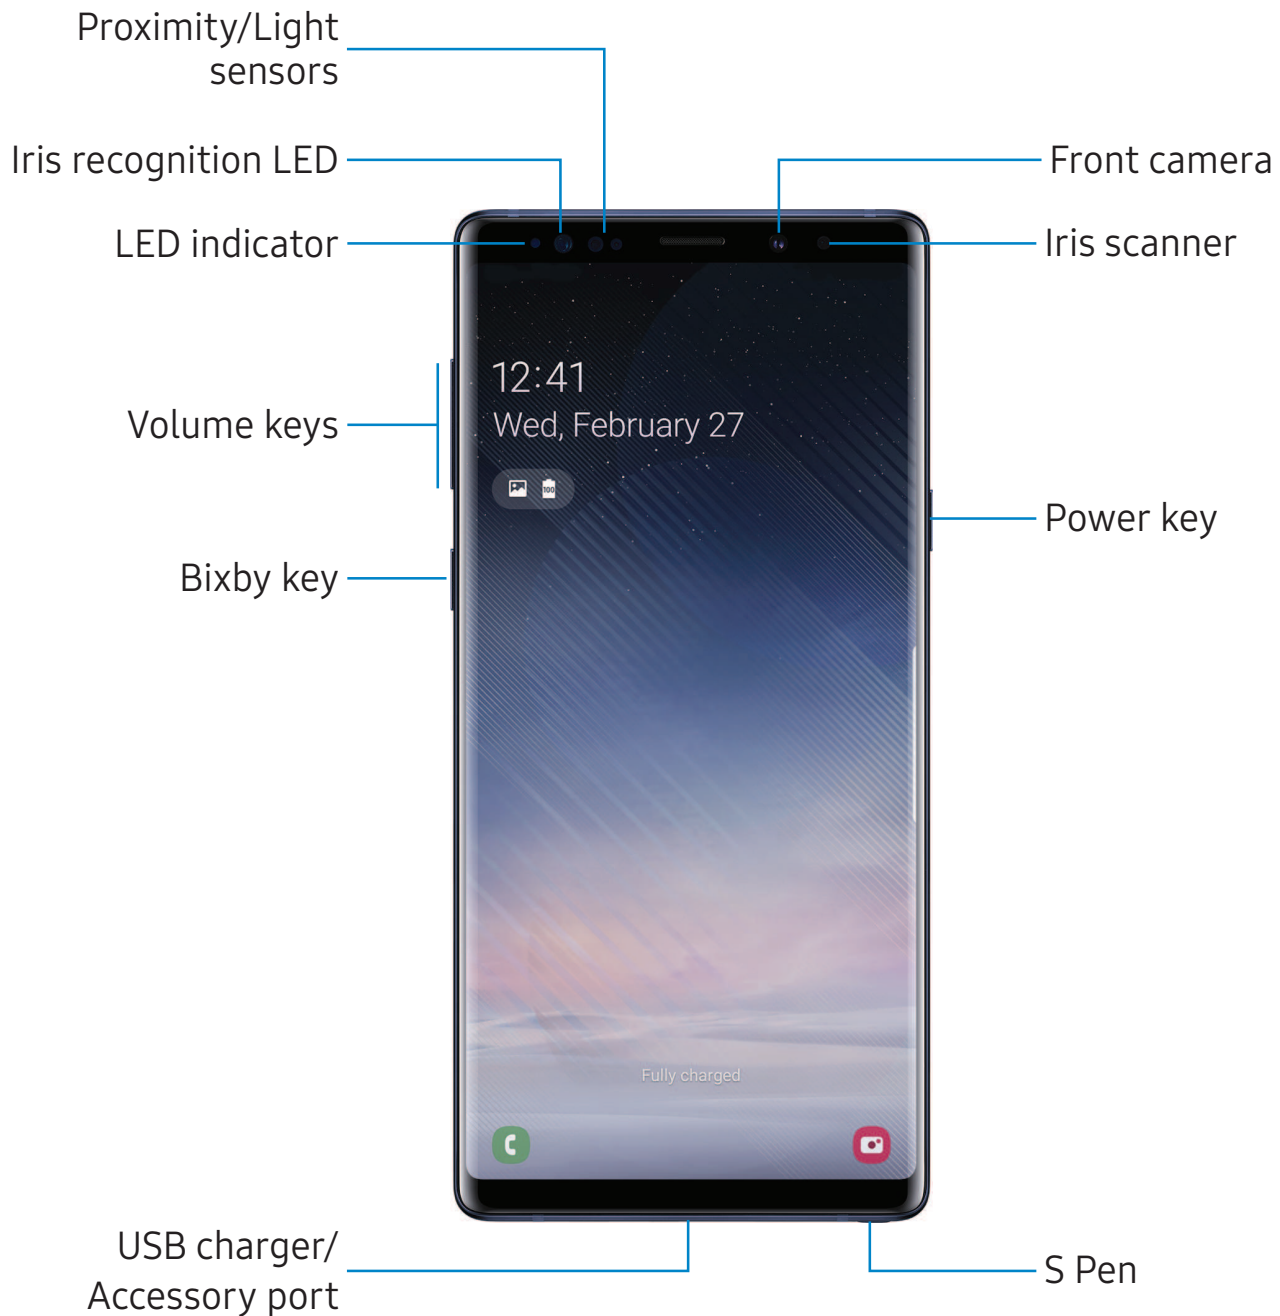 Proximity/Light
sensors
Iris recognition LED
Front camera
LED indicator
Iris scanner
12:41
Wed, February 27
100
Volume keys
Power key
Bixby key
Fully charged
USB charger/
Accessory port
S Pen